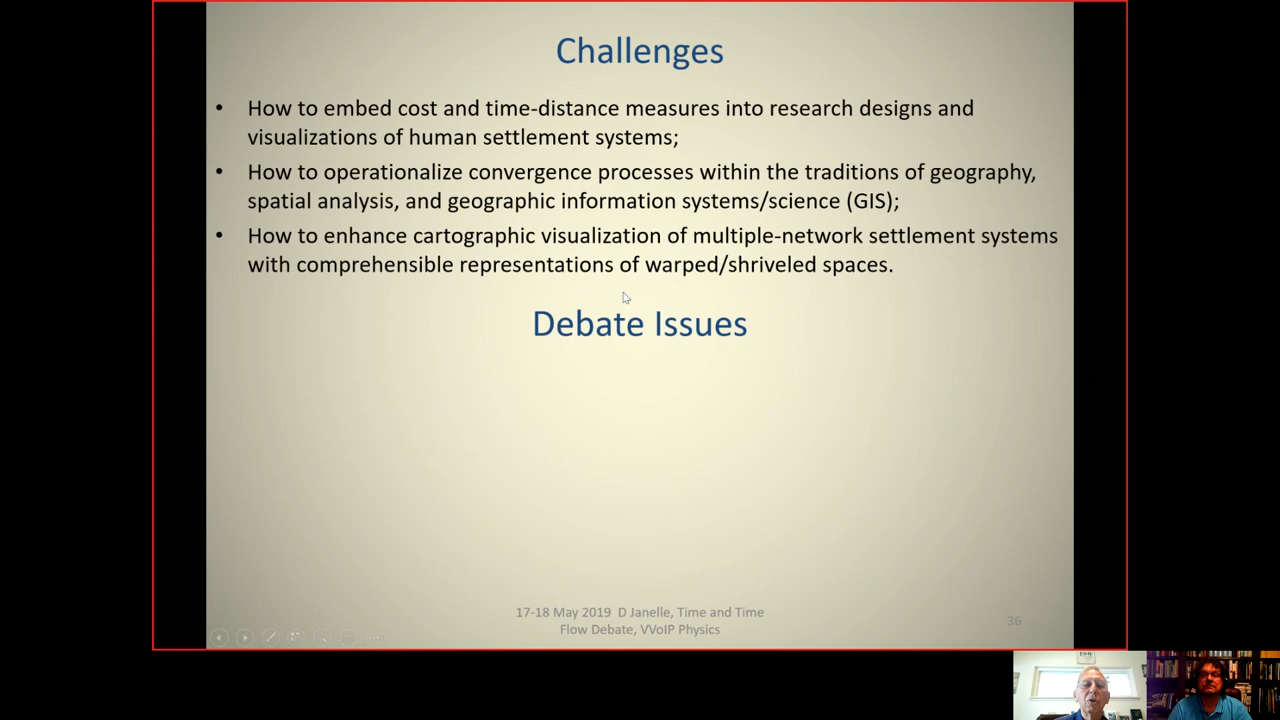 Challenges
• How to embed cost and time-distance measures into research designs and
visualizations of human settlement systems;
• How to operationalize convergence processes within the traditions of geography,
spatial analysis, and geographic information systems/science (GIS);
• How to enhance cartographic visualization of multiple-network settlement systems
with comprehensible representations of warped/shriveled spaces.
Debate Issues
17-18 May 2019 D Janelle, Time and Time
Flow Debate, VVoIP Physics
36